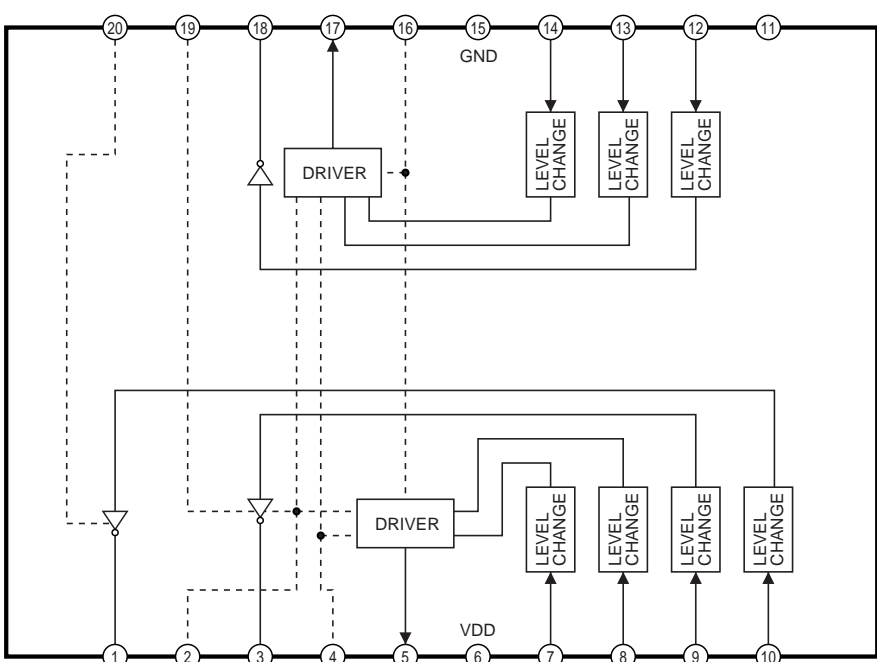 20 19 18 17 16 15 14 13 12 11
GND
LEVEL
CHANGE
LEVEL
CHANGE
LEVEL
CHANGE
DRIVER
DRIVER
LEVEL
CHANGE
LEVEL
CHANGE
LEVEL
CHANGE
LEVEL
CHANGE
VDD
1 2 3 4 5 6 7 8 9 10